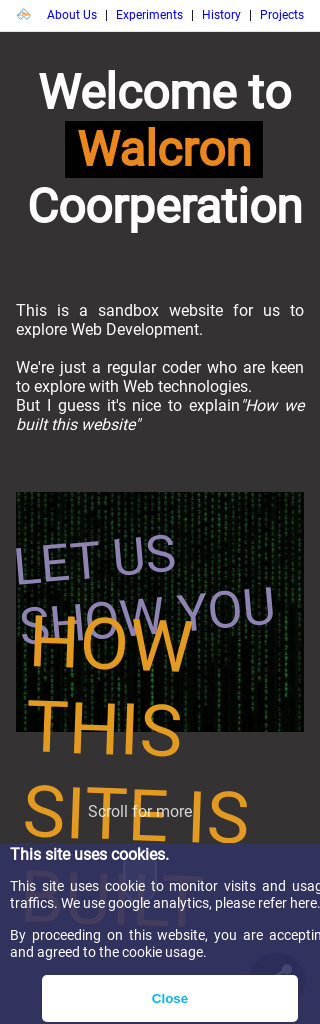 About Us | Experiments | History | Projects
Welcome to
Walcron
Coorperation
This is a sandbox website for us to
explore Web Development.
We're just a regular coder who are keen
to explore with Web technologies.
But I guess it's nice to explain"How we
built this website"
LET US
SHOW YOU
HOW
THIS
SITE IS
BUILT
Scroll for more
This site uses cookies.
This site uses cookie to monitor visits and usag
traffics. We use google analytics, please refer here.
By proceeding on this website, you are acceptin
and agreed to the cookie usage.
Close